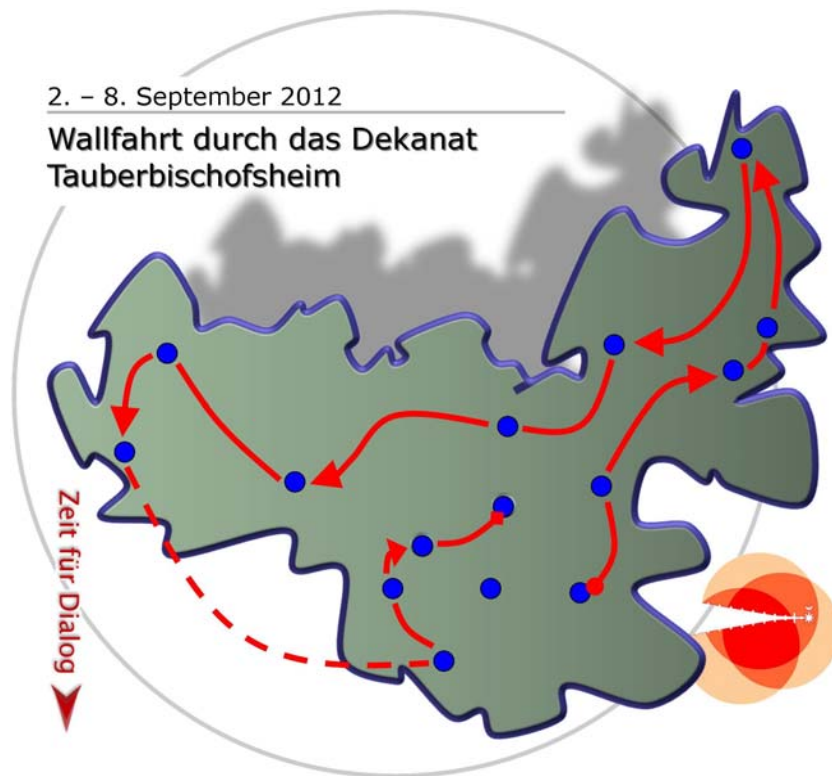 2. – 8. September 2012
Wallfahrt durch das Dekanat
Tauberbischofsheim
Zeit für Dialog